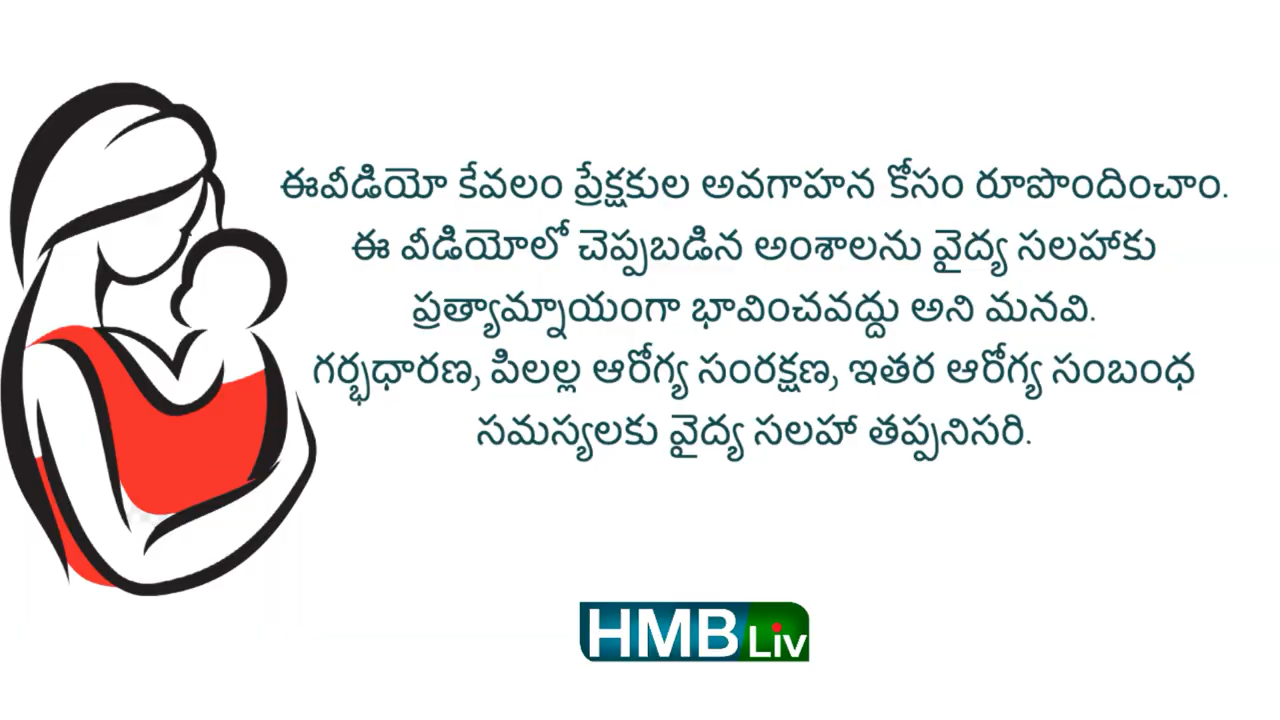 ఈవీడియో కేవలం ప్రేక్షకుల అవగాహన కోసం రూపొందించాం.
ఈ వీడియోలో చెప్పబడిన అంశాలను వైద్య సలహాకు
ప్రత్యామ్నాయంగా భావించవద్దు అని మనవి.
గర్భధారణ, పిలల్ల ఆరోగ్య సంరక్షణ, ఇతర ఆరోగ్య సంబంధ
సమస్యలకు వైద్య సలహా తప్పనిసరి.
HMB Liv